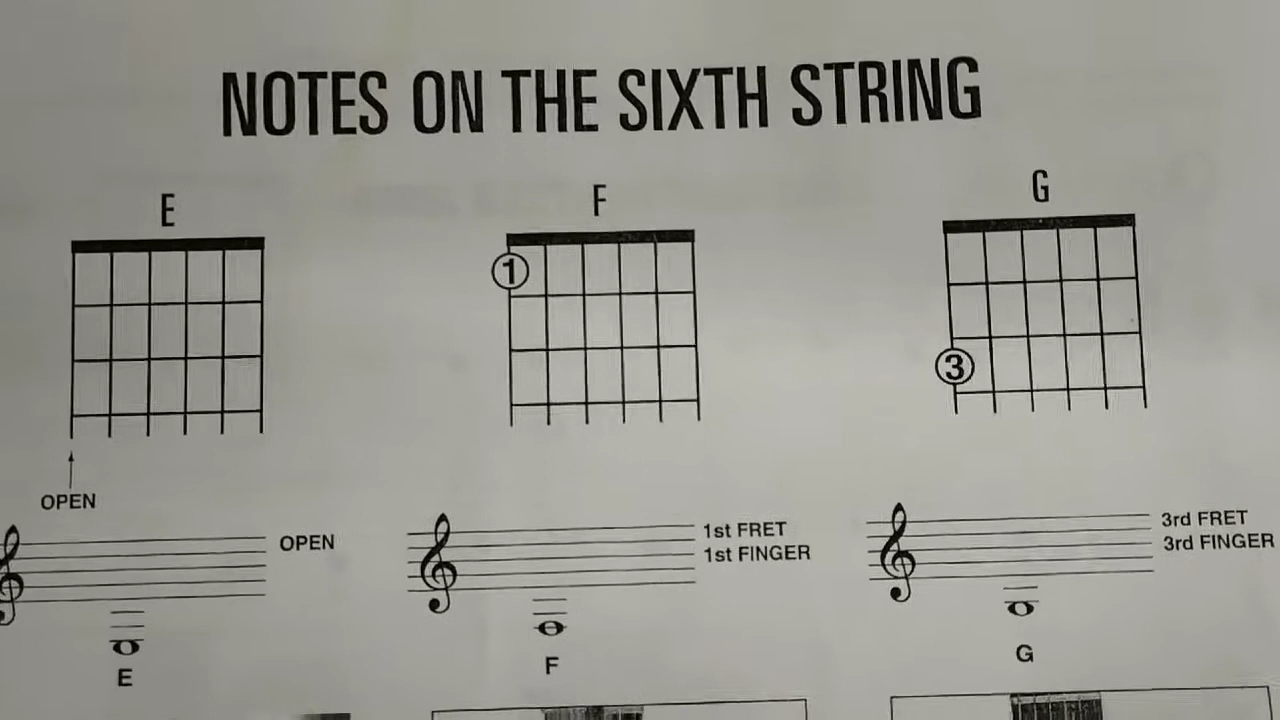 NOTES ON THE SIXTH STRING
E
F
G
1
3
OPEN
OPEN
1st FRET
1st FINGER
3rd FRET
3rd FINGER
E
F
G